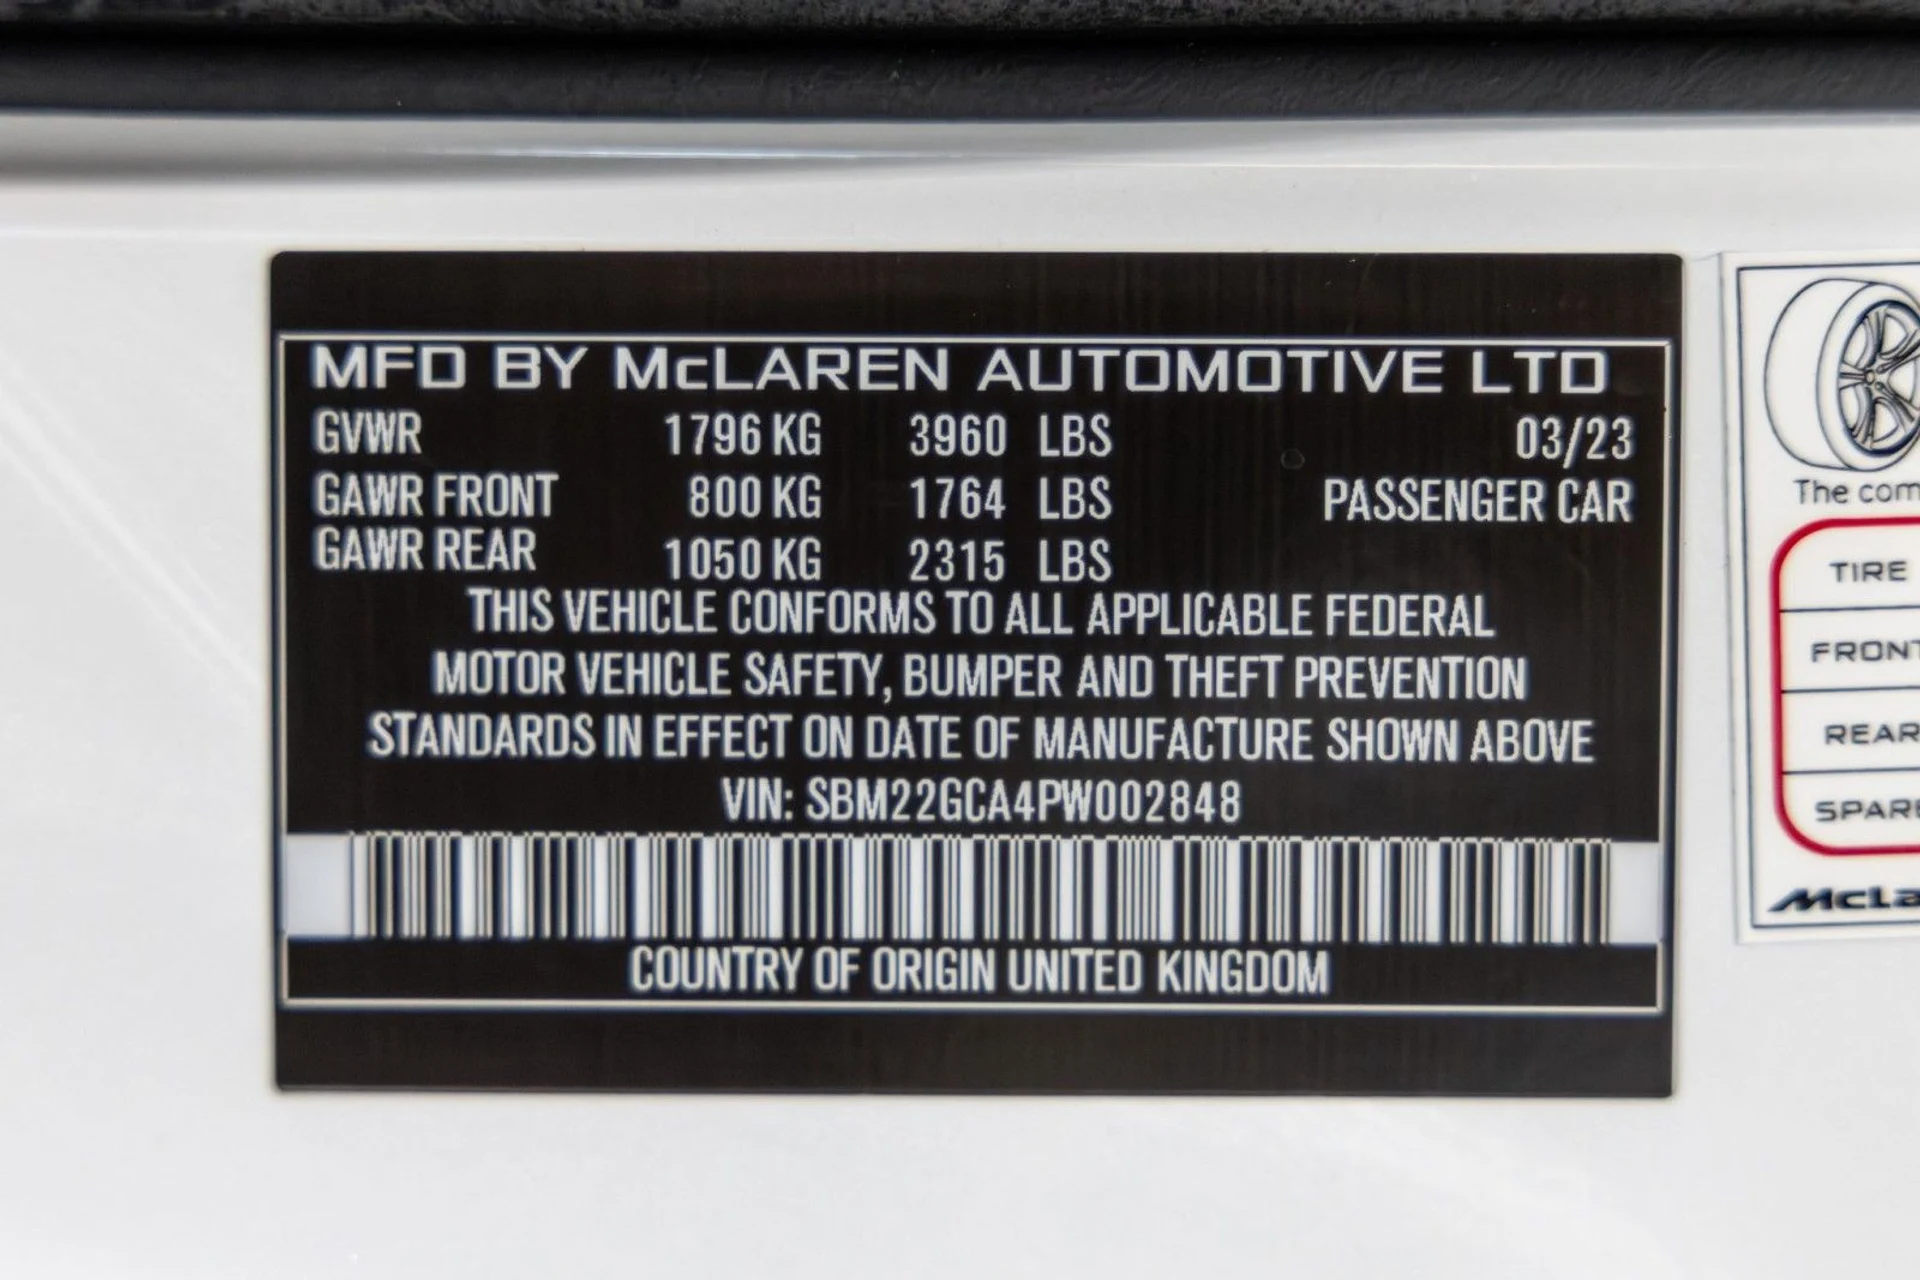 MFD BY McLAREN AUTOMOTIVE LTD
GVWR 1796 KG 3960 LBS 03/23
GAWR FRONT 800 KG 1764 LBS PASSENGER CAR
GAWR REAR 1050 KG 2315 LBS
THIS VEHICLE CONFORMS TO ALL APPLICABLE FEDERAL
MOTOR VEHICLE SAFETY, BUMPER AND THEFT PREVENTION
STANDARDS IN EFFECT ON DATE OF MANUFACTURE SHOWN ABOVE
VIN: SBM22GCA4PW002848
COUNTRY OF ORIGIN UNITED KINGDOM
The
TIRE
FRONT
REAR